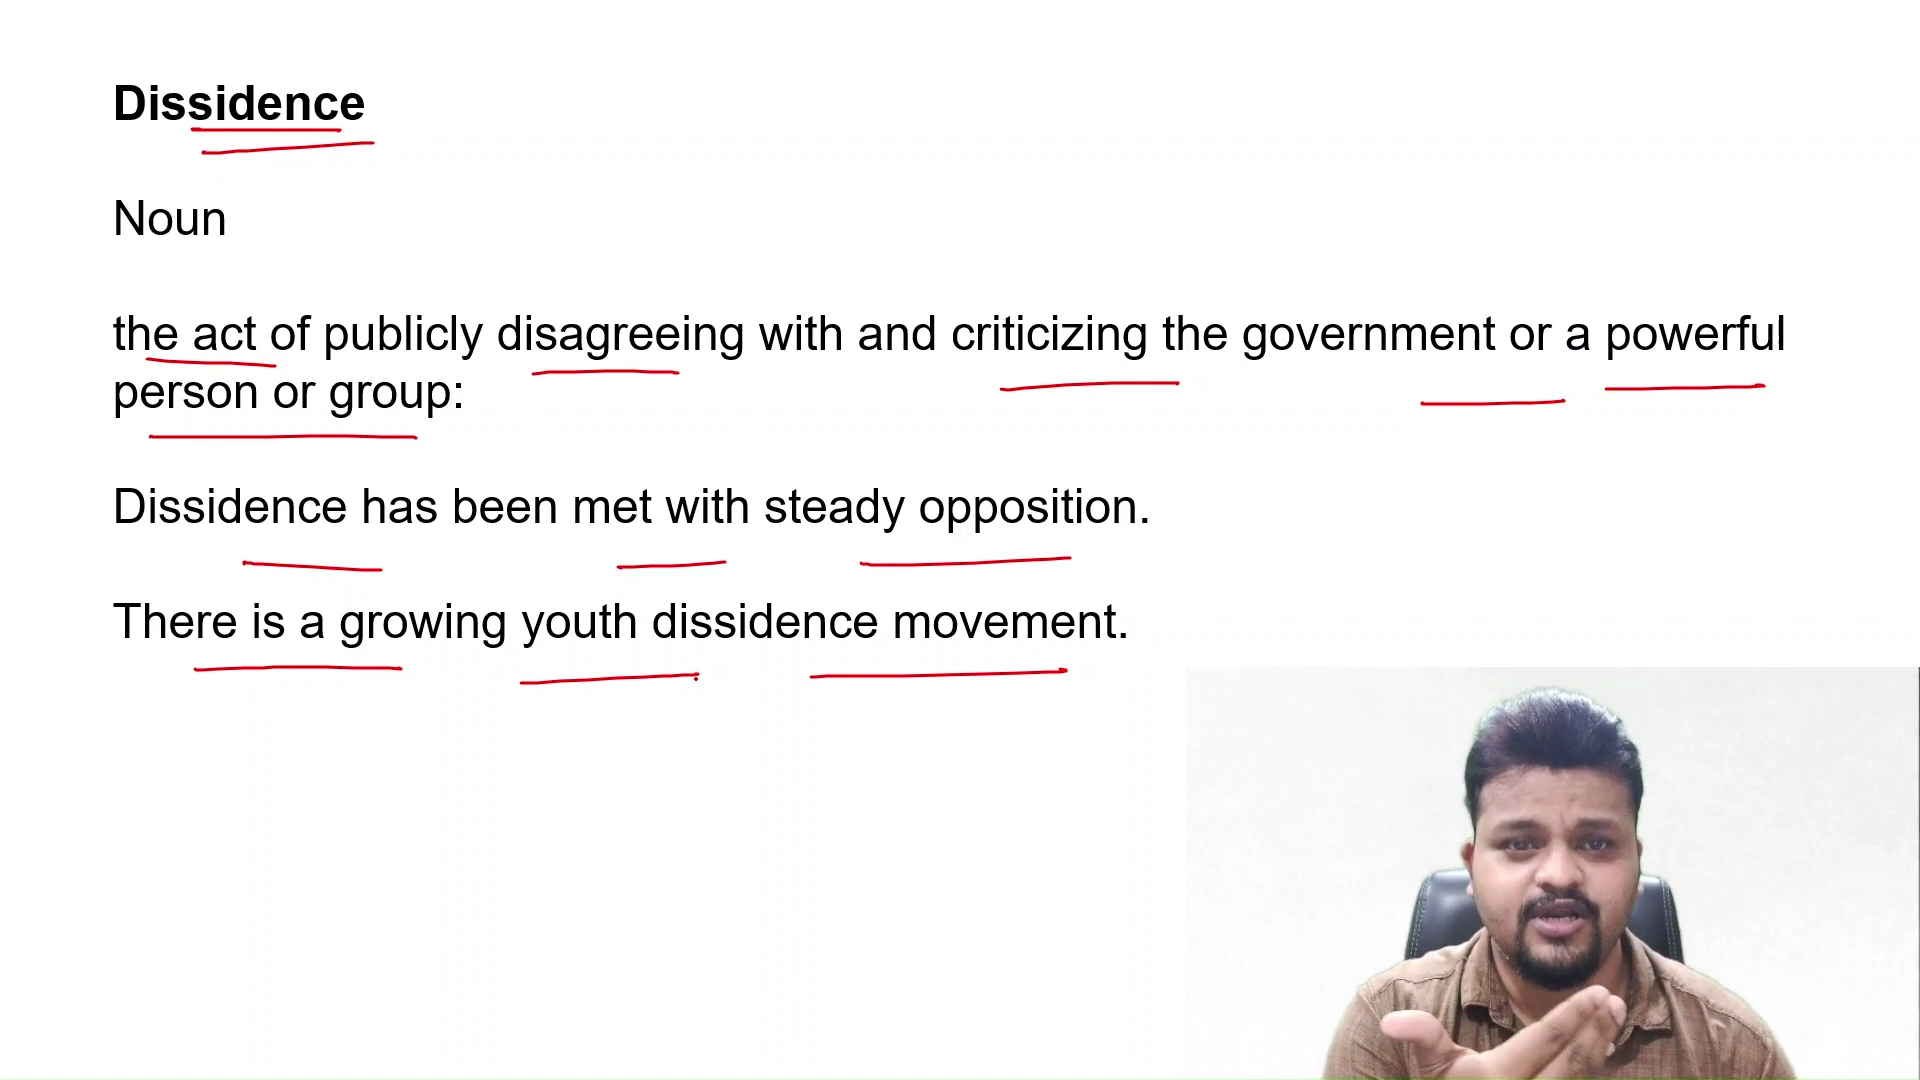 Dissidence
Noun
the act of publicly disagreeing with and criticizing the government or a powerful
person or group:
Dissidence has been met with steady opposition.
There is a growing youth dissidence movement.